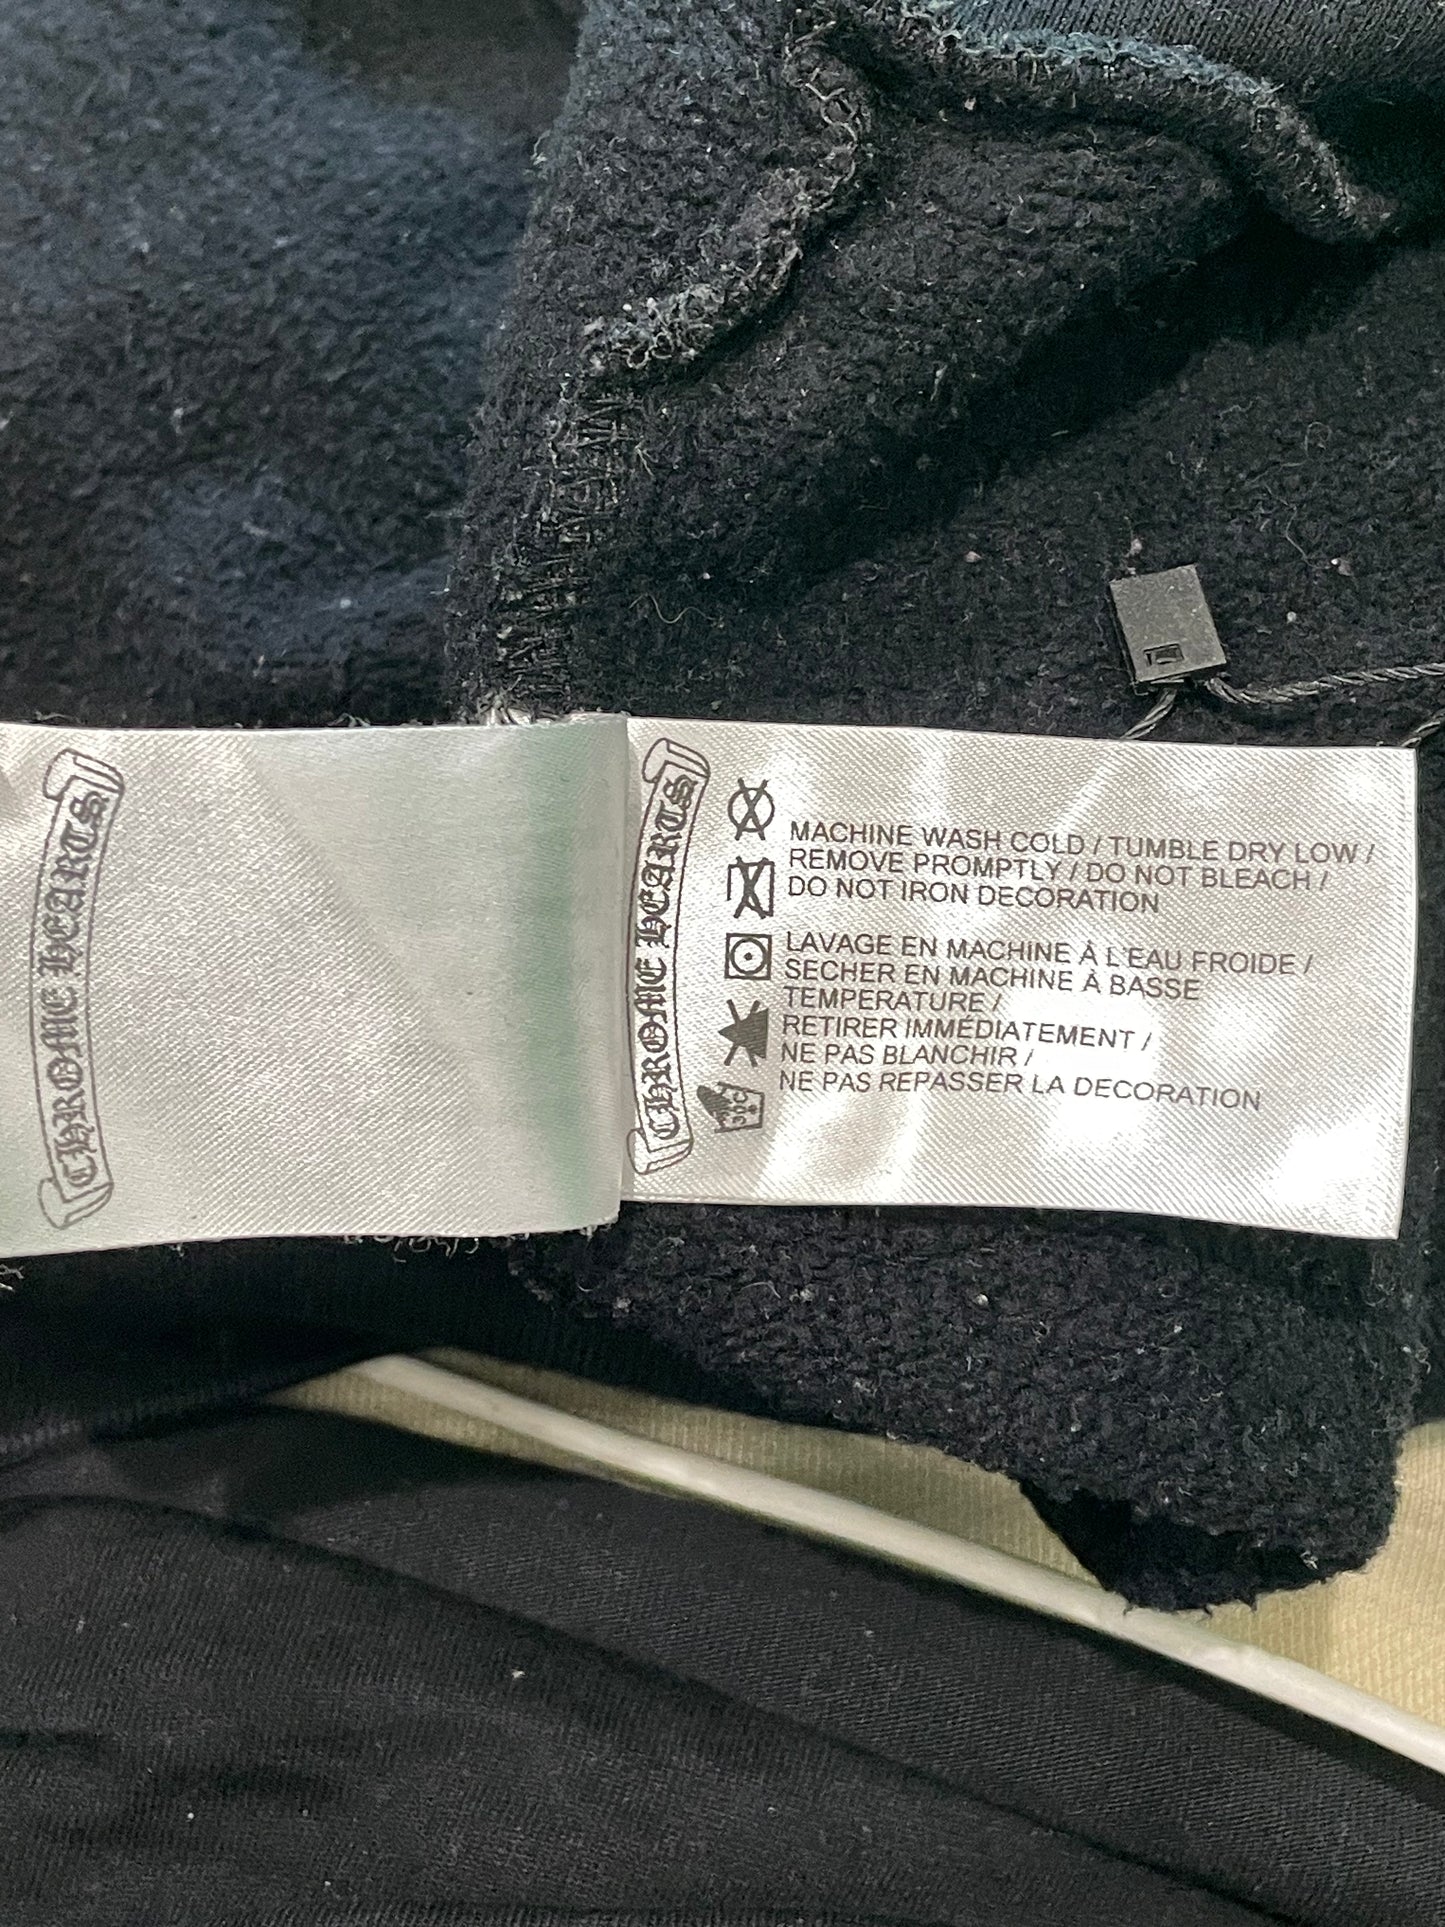 CHROME HEARTS
CHROME HEARTS
MACHINE WASH COLD / TUMBLE DRY LOW /
REMOVE PROMPTLY / DO NOT BLEACH /
DO NOT IRON DECORATION
LAVAGE EN MACHINE À L'EAU FROIDE /
SECHER EN MACHINE À BASSE
TEMPERATURE /
RETIRER IMMÉDIATEMENT /
NE PAS BLANCHIR /
NE PAS REPASSER LA DECORATION
30C